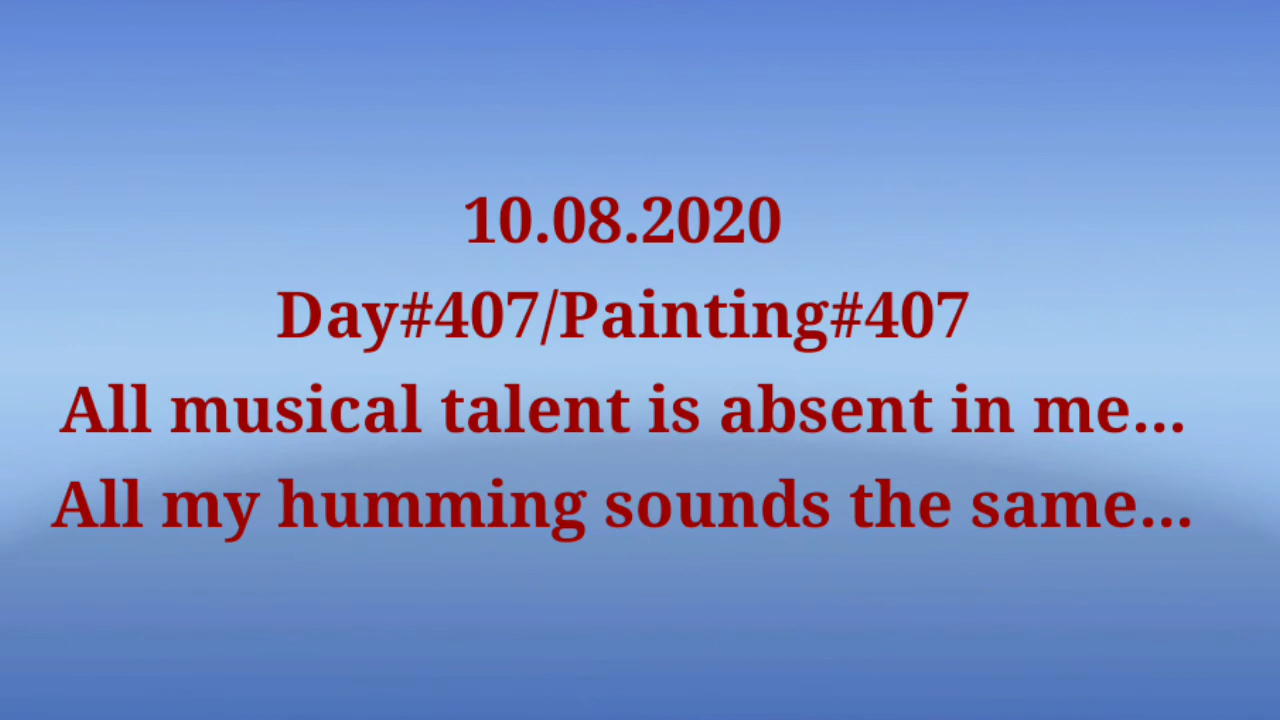 10.08.2020
Day#407/Painting#407
All musical talent is absent in me...
All my humming sounds the same...